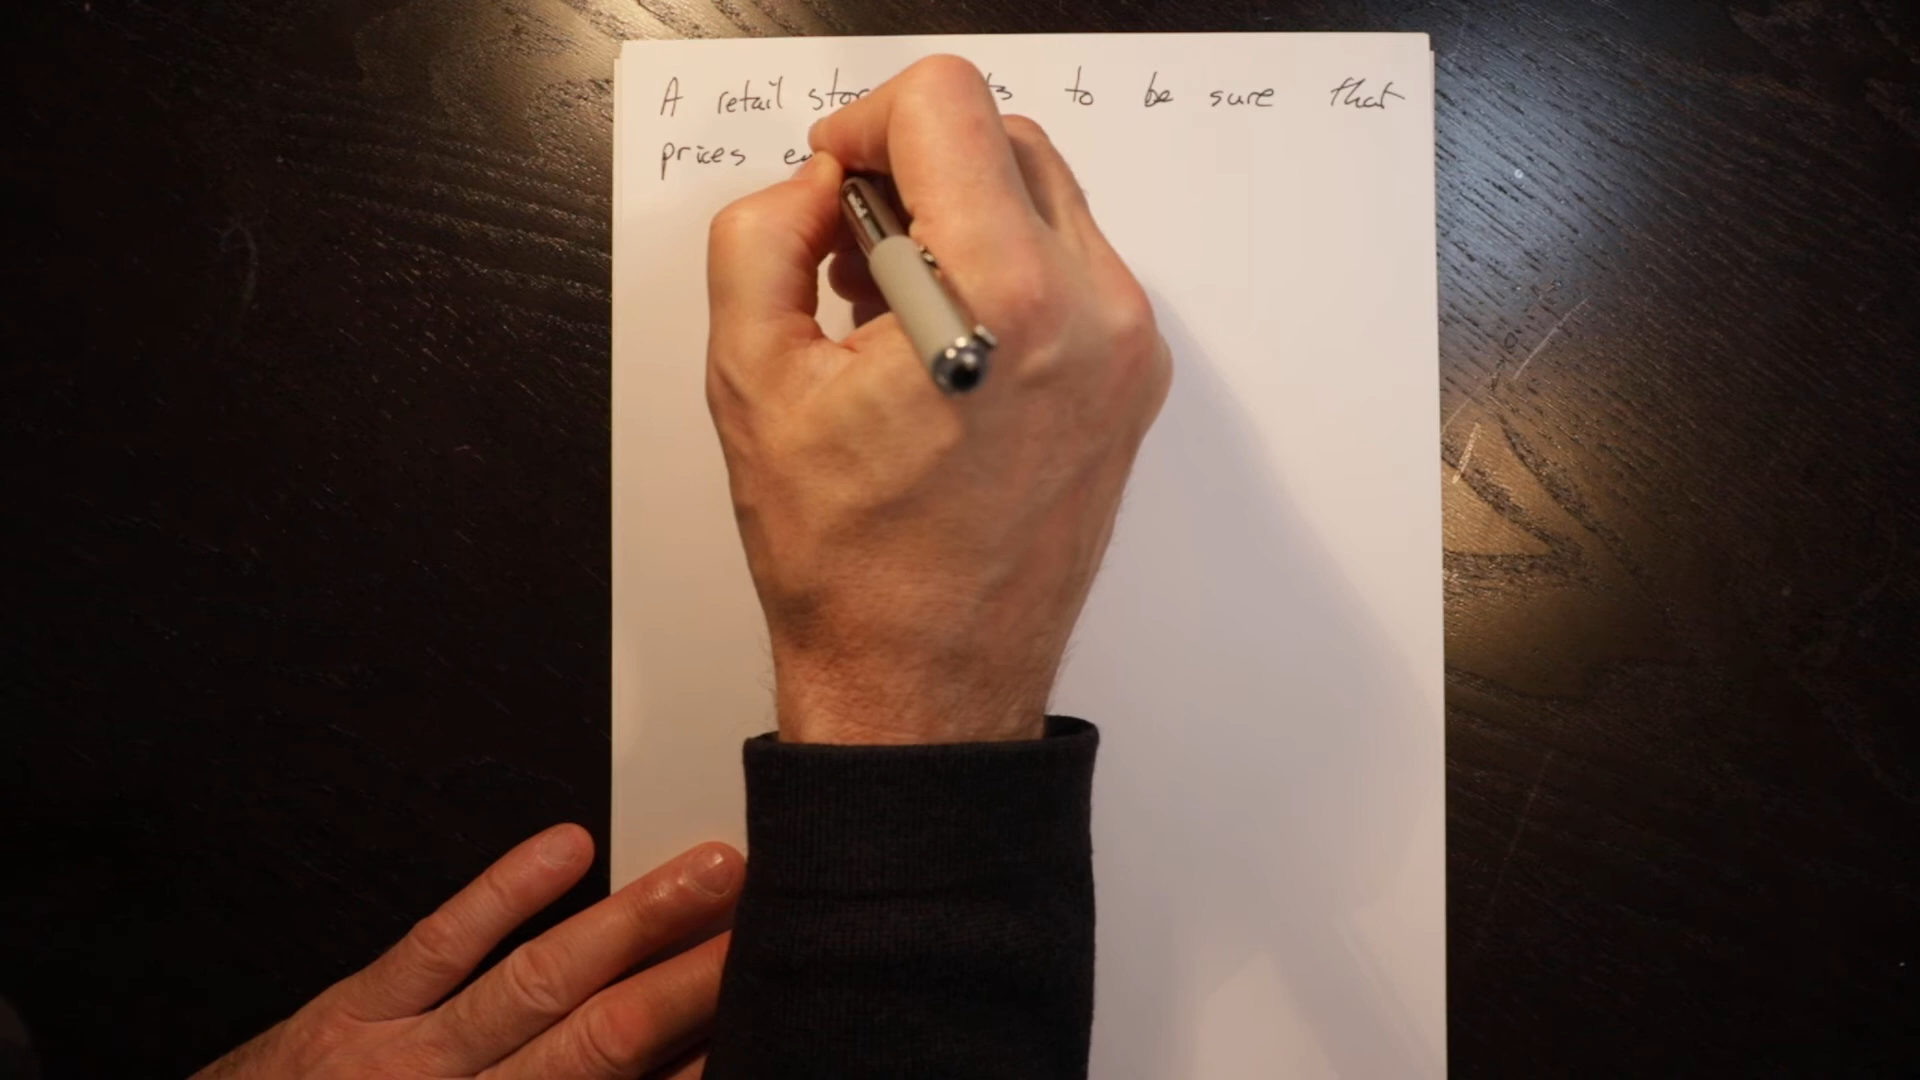 A retail to be sure that
prices